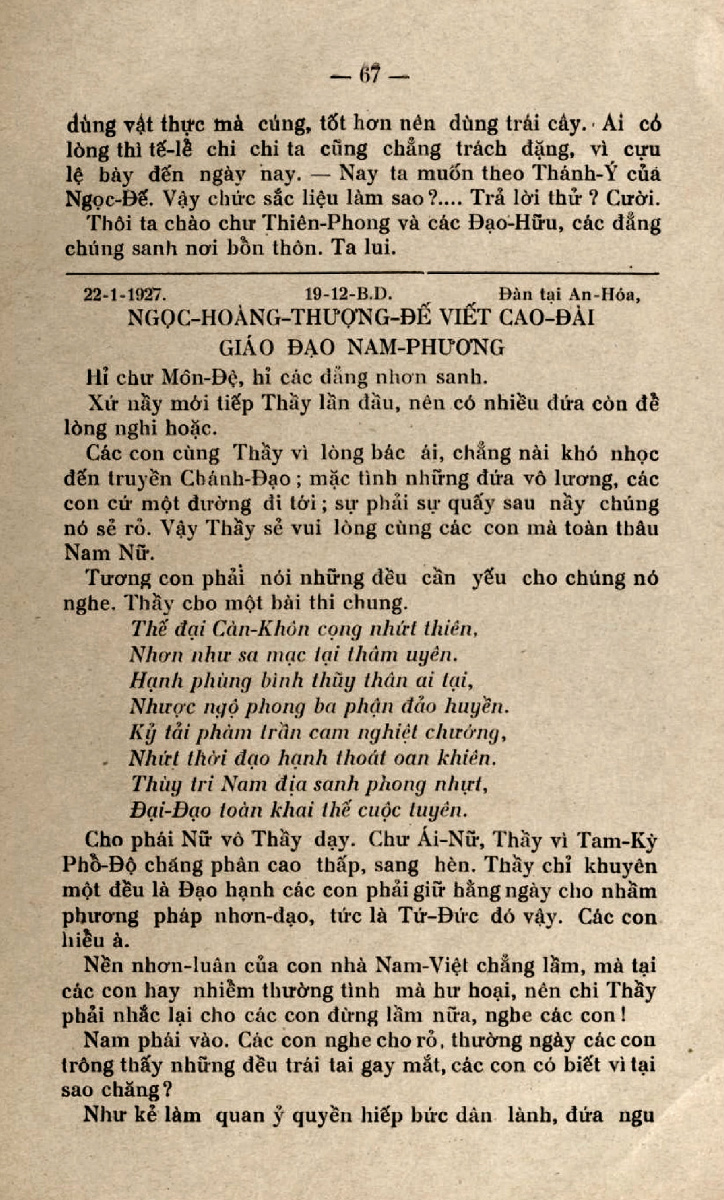 — 67 —
dùng vật thực mà cúng, tốt hơn nên dùng trái cây. Ai có
lòng thì tế-lễ chi chi ta cũng chẳng trách đặng, vì cựu
lệ bày đến ngày nay. — Nay ta muốn theo Thánh-Ý của
Ngọc-Đế. Vậy chức sắc liệu làm sao?.... Trả lời thử ? Cười.
Thôi ta chào chư Thiên-Phong và các Đạo-Hữu, các đẳng
chúng sanh nơi bồn thôn. Ta lui.
22-1-1927. 19-12-B.D. Đàn tại An-Hóa,
NGỌC-HOÀNG-THƯỢNG-ĐẾ VIẾT CAO-ĐÀI
GIÁO ĐẠO NAM-PHƯƠNG
Hỉ chư Môn-Đệ, hỉ các đẳng nhơn sanh.
Xứ nầy mới tiếp Thầy lần đầu, nên có nhiều đứa còn để
lòng nghi hoặc.
Các con cùng Thầy vì lòng bác ái, chẳng nài khó nhọc
đến truyền Chánh-Đạo ; mặc tình những đứa vô lương, các
con cứ một đường đi tới ; sự phải sự quấy sau nầy chúng
nó sẻ rỏ. Vậy Thầy sẻ vui lòng cùng các con mà toàn thâu
Nam Nữ.
Tương con phải nói những đều cần yếu cho chúng nó
nghe. Thầy cho một bài thi chung.
Thế đại Càn-Khôn cọng nhứt thiên,
Nhơn như sa mạc tại thâm uyên.
Hạnh phùng bình thũy thân ai tại,
Nhược ngộ phong ba phận đảo huyền.
Kỷ tải phàm trần cam nghiệt chướng,
Nhứt thời đạo hạnh thoát oan khiên.
Thùy tri Nam địa sanh phong nhựt,
Đại-Đạo toàn khai thế cuộc tuyên.
Cho phái Nữ vô Thầy dạy. Chư Ái-Nữ, Thầy vì Tam-Kỳ
Phổ-Độ chẳng phân cao thấp, sang hèn. Thầy chỉ khuyên
một đều là Đạo hạnh các con phải giữ hằng ngày cho nhằm
phương pháp nhơn-đạo, tức là Tứ-Đức đó vậy. Các con
hiểu à.
Nền nhơn-luân của con nhà Nam-Việt chẳng lầm, mà tại
các con hay nhiễm thường tình mà hư hoại, nên chi Thầy
phải nhắc lại cho các con đừng lầm nữa, nghe các con !
Nam phái vào. Các con nghe cho rỏ, thường ngày các con
trông thấy những đều trái tai gay mắt, các con có biết vì tại
sao chăng ?
Như kẻ làm quan ỷ quyền hiếp bức dàn lành, đứa ngu